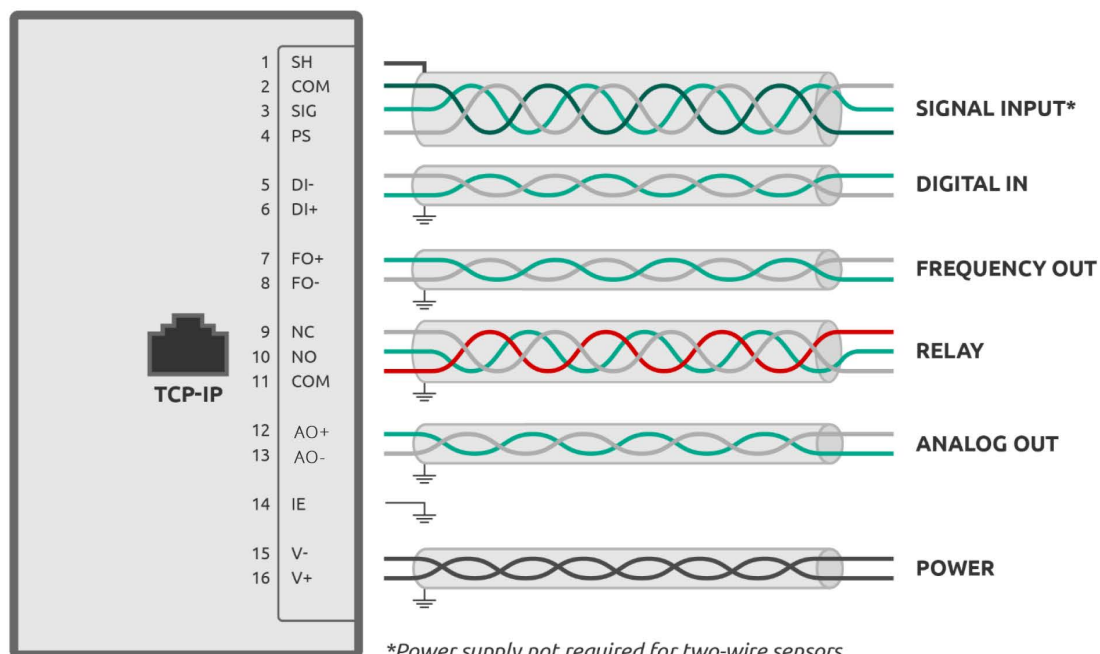 1 SH
2 COM
3 SIG
4 PS
SIGNAL INPUT*
5 DI-
6 DI+
DIGITAL IN
7 FO+
8 FO-
FREQUENCY OUT
9 NC
10 NO
11 COM
RELAY
TCP-IP
12 AO+
13 AO-
ANALOG OUT
14 IE
15 V-
16 V+
POWER
*Power supply not required for two-wire sensors